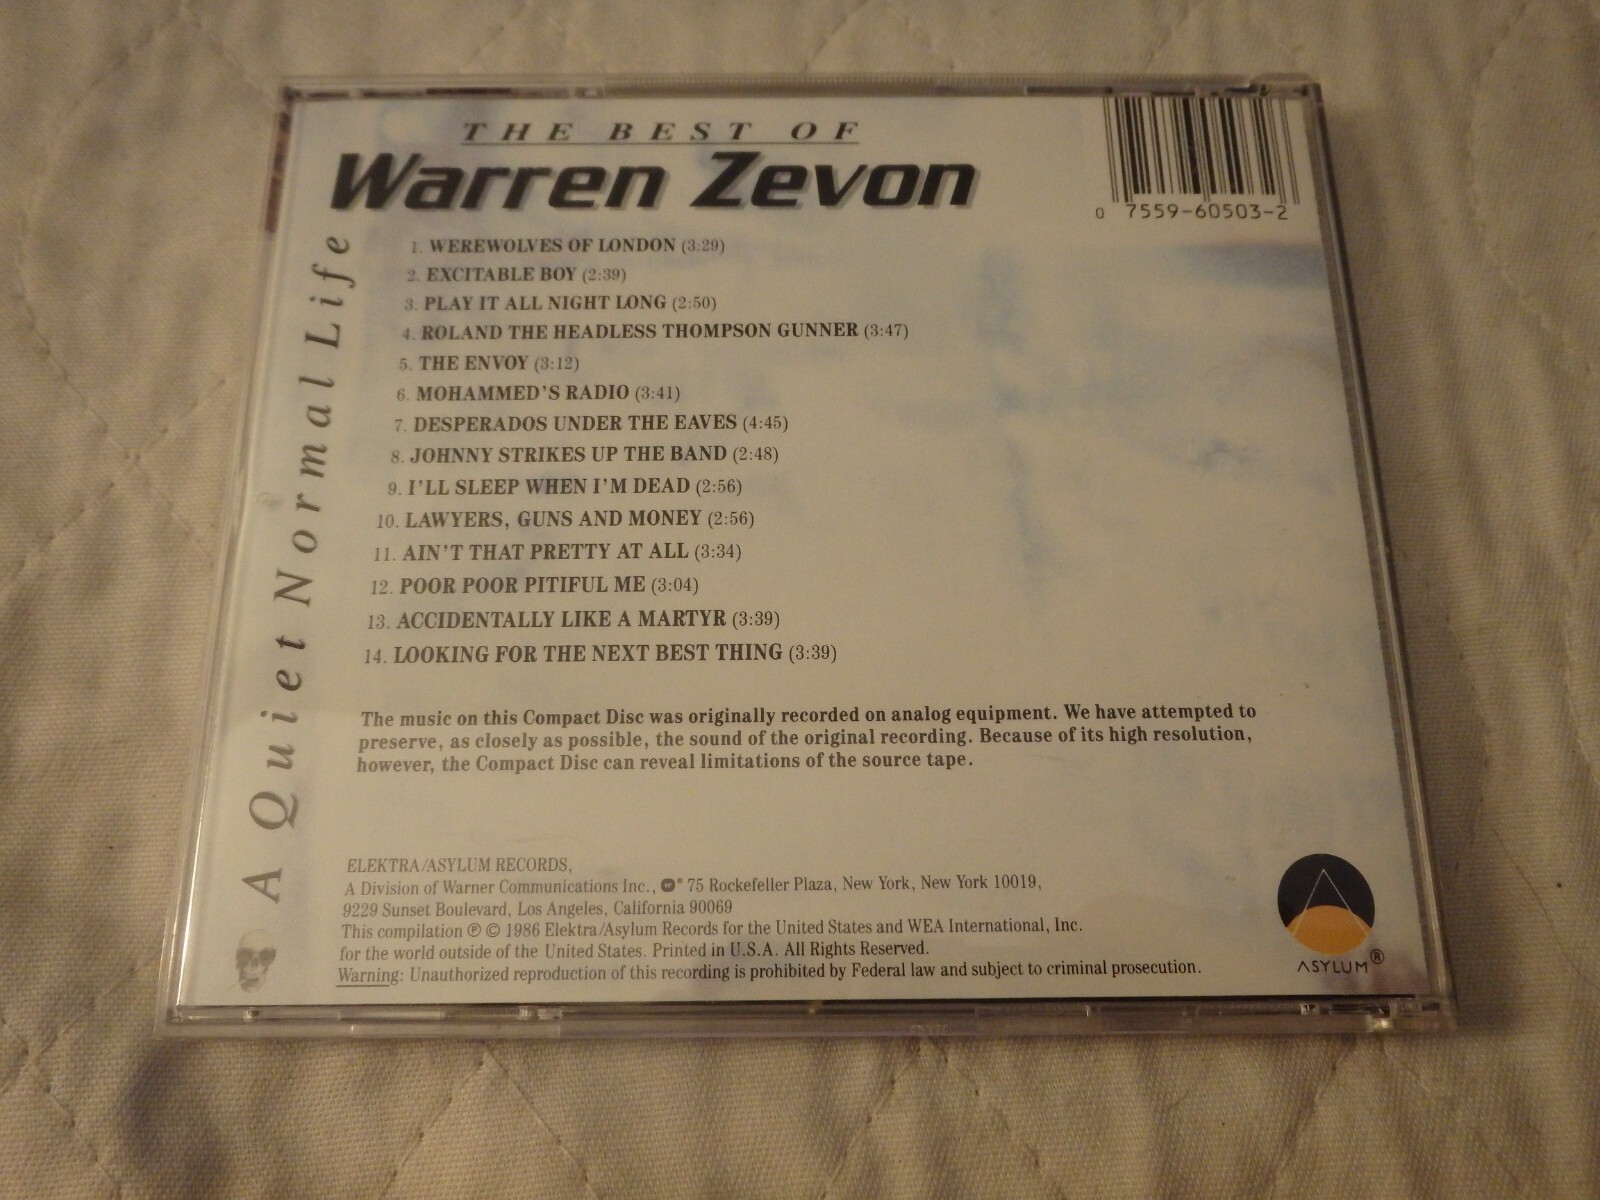 THE BEST OF
Warren Zevon
A Quiet Normal Life
0 7559-60503-2
1. WEREWOLVES OF LONDON (3:29)
2. EXCITABLE BOY (2:39)
3. PLAY IT ALL NIGHT LONG (2:50)
4. ROLAND THE HEADLESS THOMPSON GUNNER (3:47)
5. THE ENVOY (3:12)
6. MOHAMMED'S RADIO (3:41)
7. DESPERADOS UNDER THE EAVES (4:45)
8. JOHNNY STRIKES UP THE BAND (2:48)
9. I'LL SLEEP WHEN I'M DEAD (2:56)
10. LAWYERS, GUNS AND MONEY (2:56)
11. AIN'T THAT PRETTY AT ALL (3:34)
12. POOR POOR PITIFUL ME (3:04)
13. ACCIDENTALLY LIKE A MARTYR (3:39)
14. LOOKING FOR THE NEXT BEST THING (3:39)
The music on this Compact Disc was originally recorded on analog equipment. We have attempted to
preserve, as closely as possible, the sound of the original recording. Because of its high resolution,
however, the Compact Disc can reveal limitations of the source tape.
ELEKTRA/ASYLUM RECORDS,
A Division of Warner Communications Inc., 75 Rockefeller Plaza, New York, New York 10019,
9229 Sunset Boulevard, Los Angeles, California 90069
This compilation ℗ © 1986 Elektra/Asylum Records for the United States and WEA International, Inc.
for the world outside of the United States. Printed in U.S.A. All Rights Reserved.
Warning: Unauthorized reproduction of this recording is prohibited by Federal law and subject to criminal prosecution.
ASYLUM®